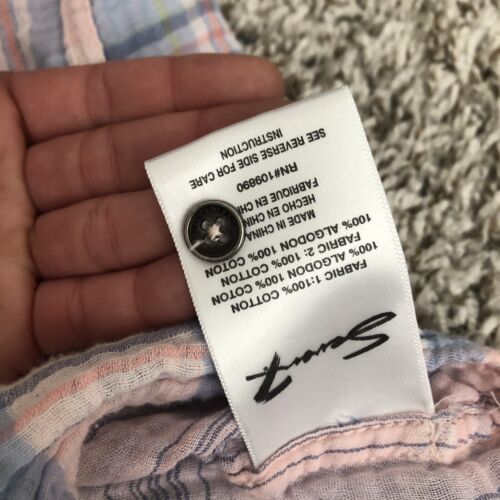 Seven7
FABRIC 1:100% COTTON
100% ALGODON 100% COTON
FABRIC 2: 100% COTTON
100% ALGODON 100% COTON
MADE IN CHINA
HECHO EN CHINA
FABRIQUE EN CHINE
RN#109890
SEE REVERSE SIDE FOR CARE
INSTRUCTION